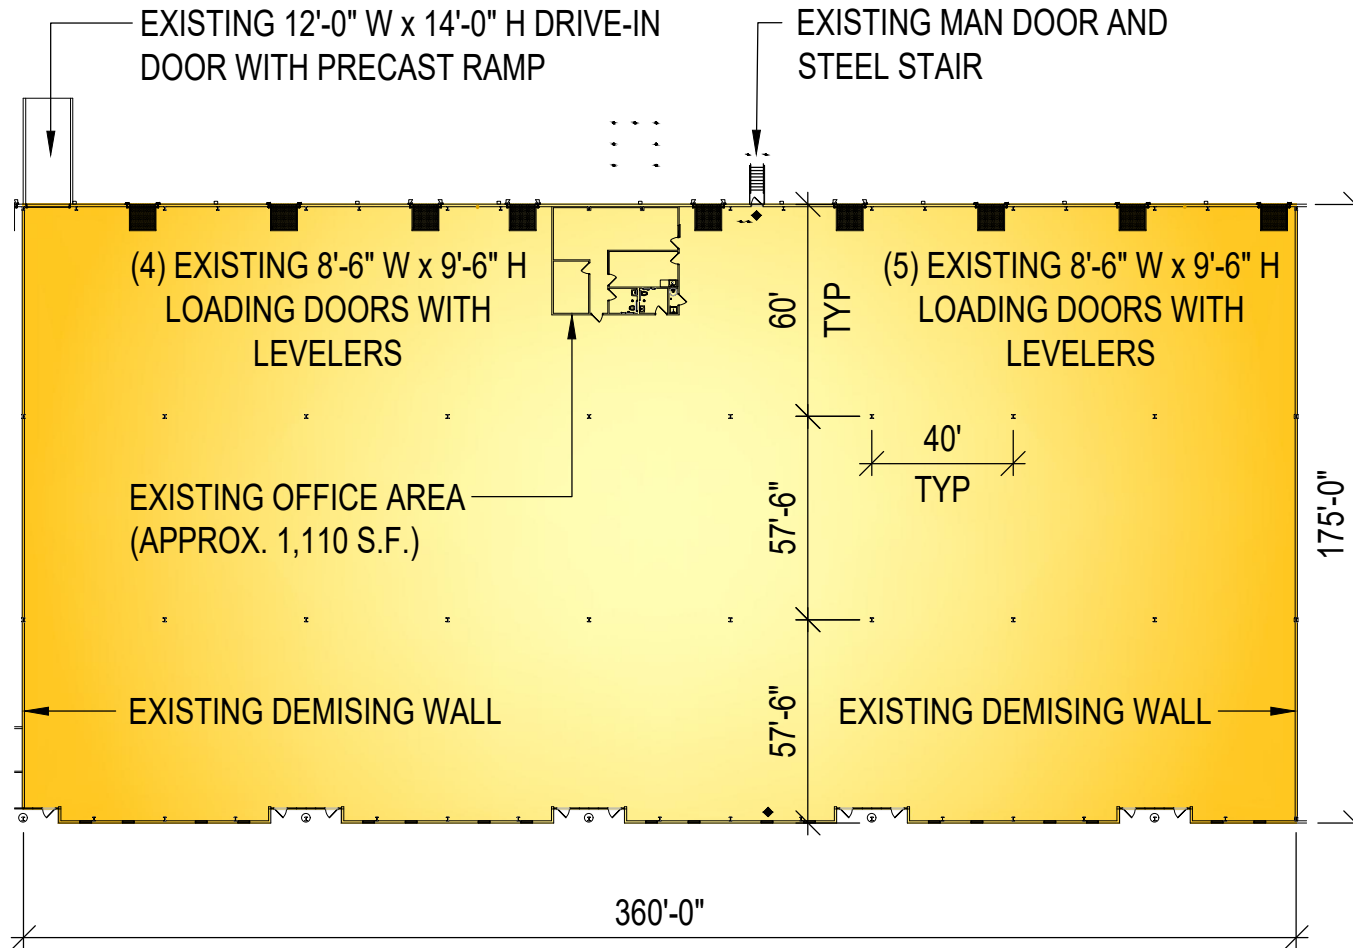 EXISTING 12'-0" W x 14'-0" H DRIVE-IN
DOOR WITH PRECAST RAMP
EXISTING MAN DOOR AND
STEEL STAIR
(4) EXISTING 8'-6" W x 9'-6" H
LOADING DOORS WITH
LEVELERS
(5) EXISTING 8'-6" W x 9'-6" H
LOADING DOORS WITH
LEVELERS
60'
TYP
40'
TYP
EXISTING OFFICE AREA
(APPROX. 1,110 S.F.)
57'-6"
175'-0"
EXISTING DEMISING WALL
57'-6"
EXISTING DEMISING WALL
360'-0"